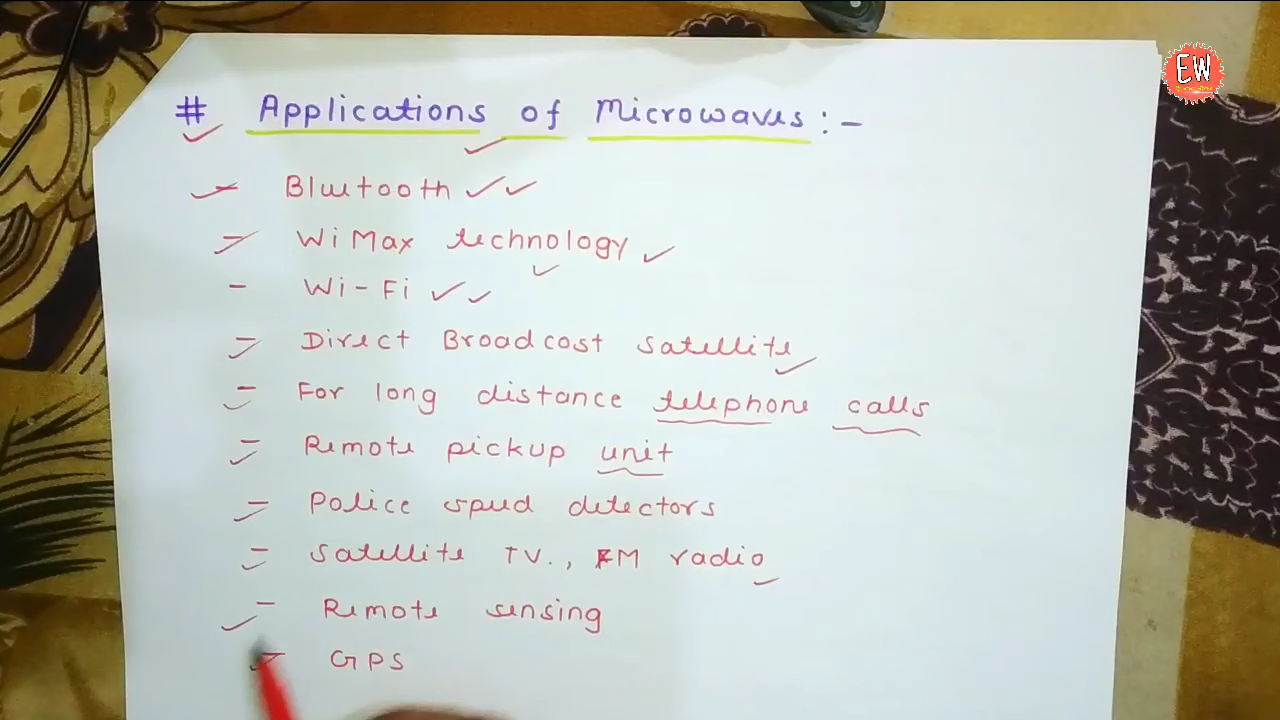 # Applications of Microwaves :-
- Bluetooth
- WiMax technology
- Wi-Fi
- Direct Broadcast satellite
- For long distance telephone calls
- Remote pickup unit
- Police speed detectors
- Satellite TV., FM radio
- Remote sensing
- GPS
EW